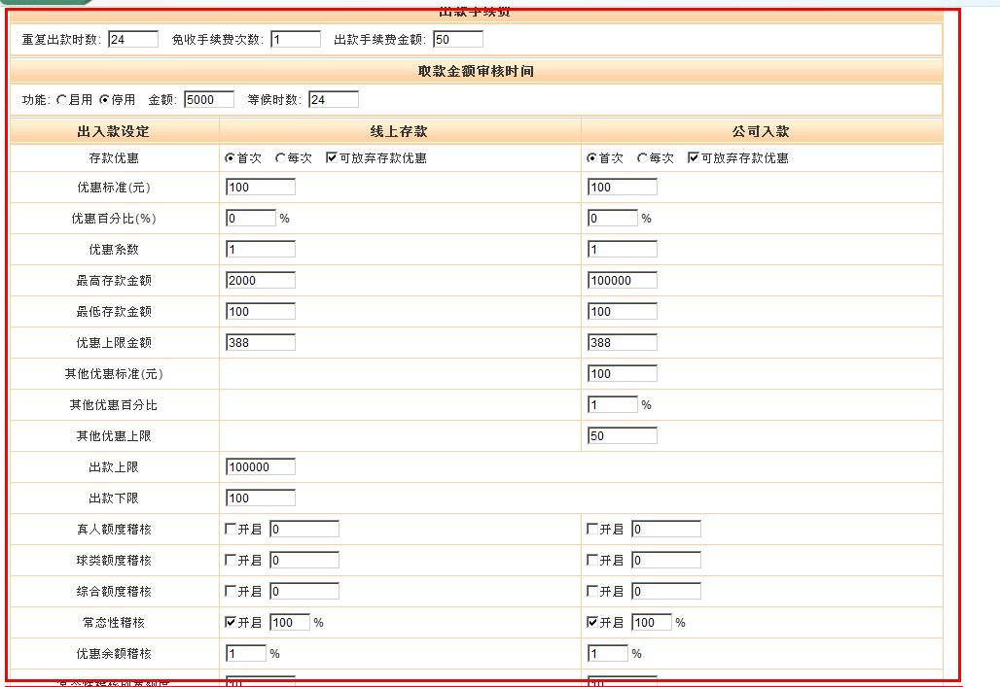 出款手续费
重复出款时数: 24 免收手续费次数: 1 出款手续费金额: 50
取款金额审核时间
功能: 启用 停用 金额: 5000 等候时数: 24
出入款设定 线上存款 公司入款
存款优惠 首次 每次 可放弃存款优惠 首次 每次 可放弃存款优惠
优惠标准(元) 100 100
优惠百分比(%) 0 % 0 %
优惠条数 1 1
最高存款金额 2000 100000
最低存款金额 100 100
优惠上限金额 388 388
其他优惠标准(元) 100
其他优惠百分比 1 %
其他优惠上限 50
出款上限 100000
出款下限 100
真人额度稽核 开启 0 开启 0
球类额度稽核 开启 0 开启 0
综合额度稽核 开启 0 开启 0
常态性稽核 开启 100 % 开启 100 %
优惠余额稽核 1 % 1 %
常态性稽核放宽额度 10 10